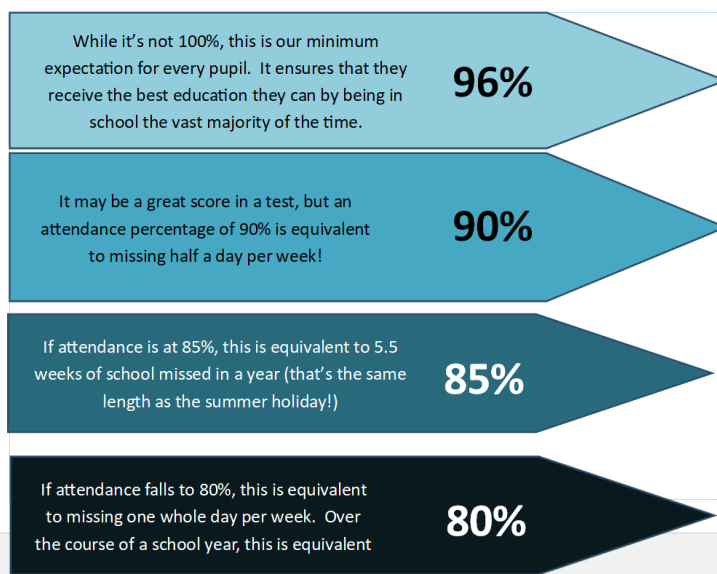 While it’s not 100%, this is our minimum
expectation for every pupil.  It ensures that they
receive the best education they can by being in
school the vast majority of the time.
96%
It may be a great score in a test, but an
attendance percentage of 90% is equivalent
to missing half a day per week!
90%
If attendance is at 85%, this is equivalent to 5.5
weeks of school missed in a year (that’s the same
length as the summer holiday!)
85%
If attendance falls to 80%, this is equivalent
to missing one whole day per week.  Over
the course of a school year, this is equivalent
80%